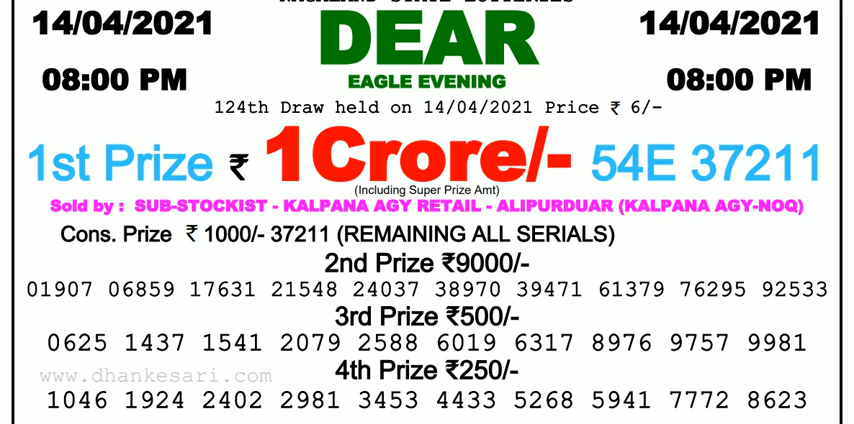 14/04/2021 DEAR 14/04/2021
08:00 PM EAGLE EVENING 08:00 PM
124th Draw held on 14/04/2021 Price ₹ 6/-
1st Prize ₹ 1Crore/- 54E 37211
(Including Super Prize Amt)
Sold by : SUB-STOCKIST - KALPANA AGY RETAIL - ALIPURDUAR (KALPANA AGY-NOQ)
Cons. Prize ₹ 1000/- 37211 (REMAINING ALL SERIALS)
2nd Prize ₹9000/-
01907 06859 17631 21548 24037 38970 39471 61379 76295 92533
3rd Prize ₹500/-
0625 1437 1541 2079 2588 6019 6317 8976 9757 9981
www.dhankesari.com 4th Prize ₹250/-
1046 1924 2402 2981 3453 4433 5268 5941 7772 8623